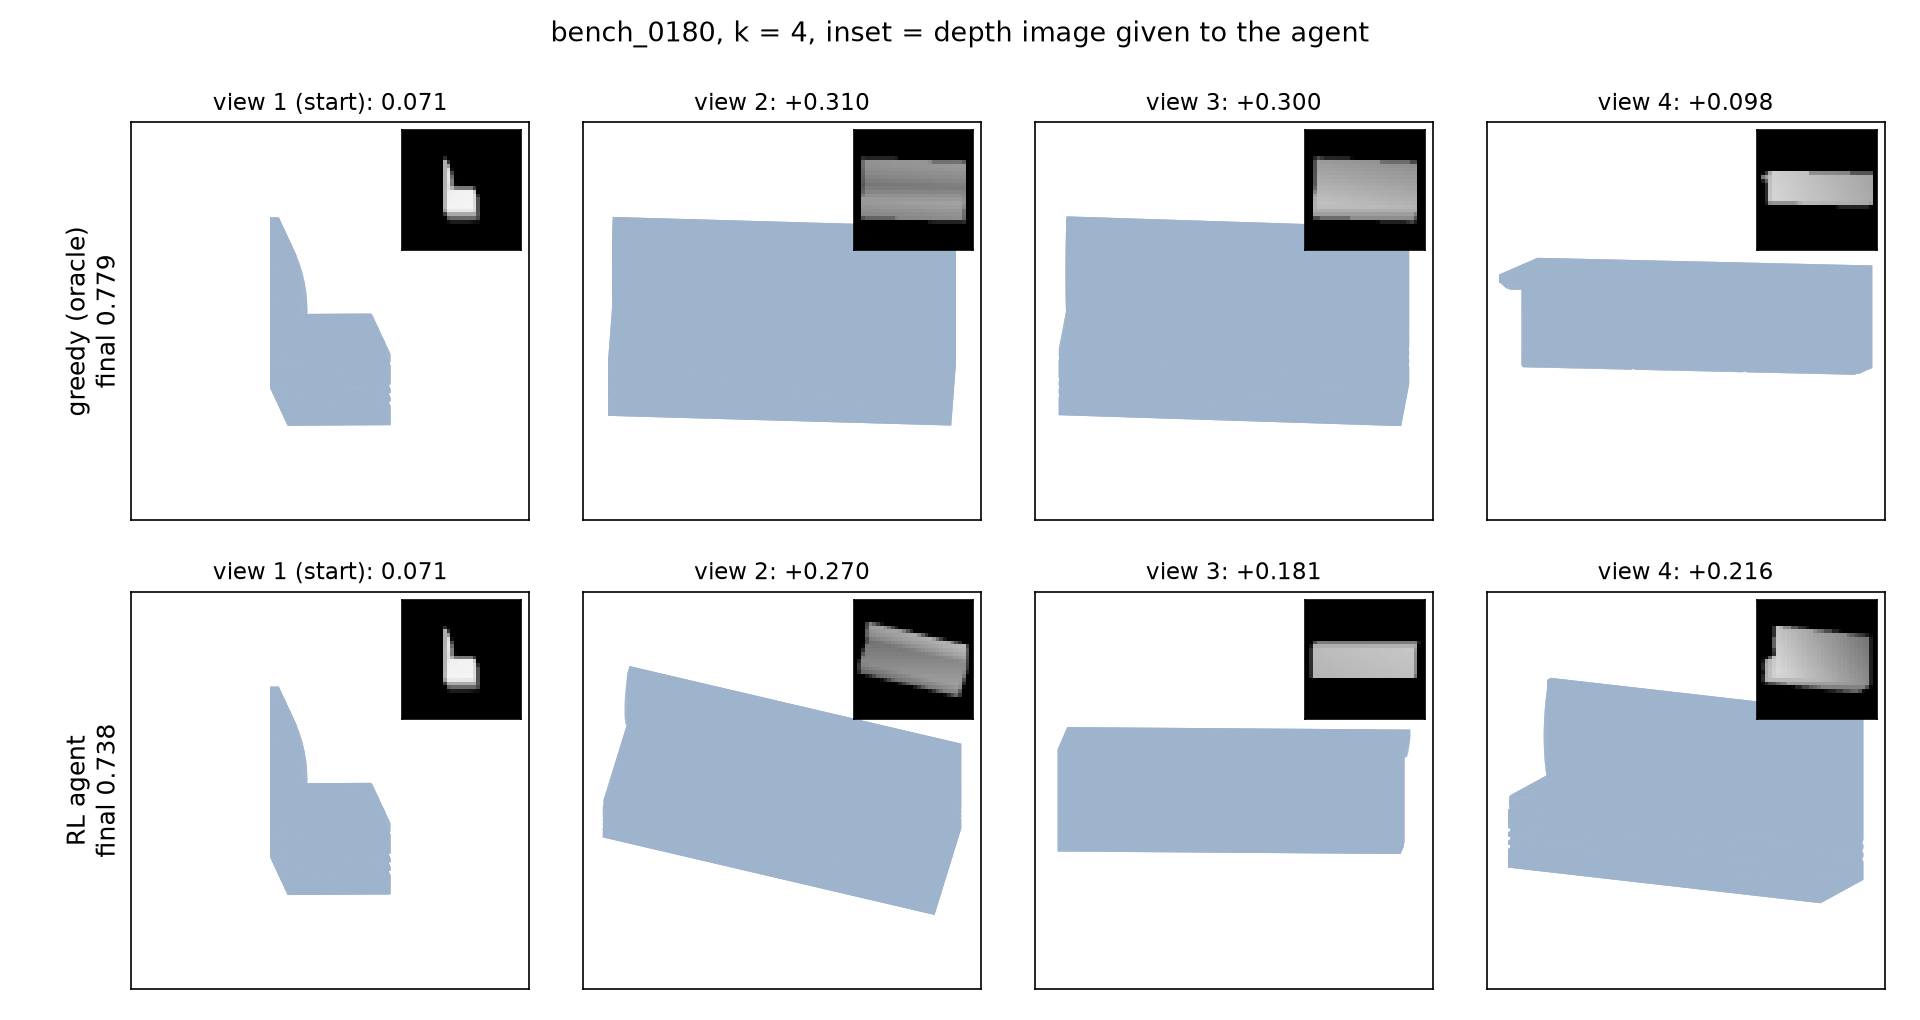 bench_0180, k = 4, inset = depth image given to the agent
greedy (oracle)
final 0.779
view 1 (start): 0.071
view 2: +0.310
view 3: +0.300
view 4: +0.098
RL agent
final 0.738
view 1 (start): 0.071
view 2: +0.270
view 3: +0.181
view 4: +0.216